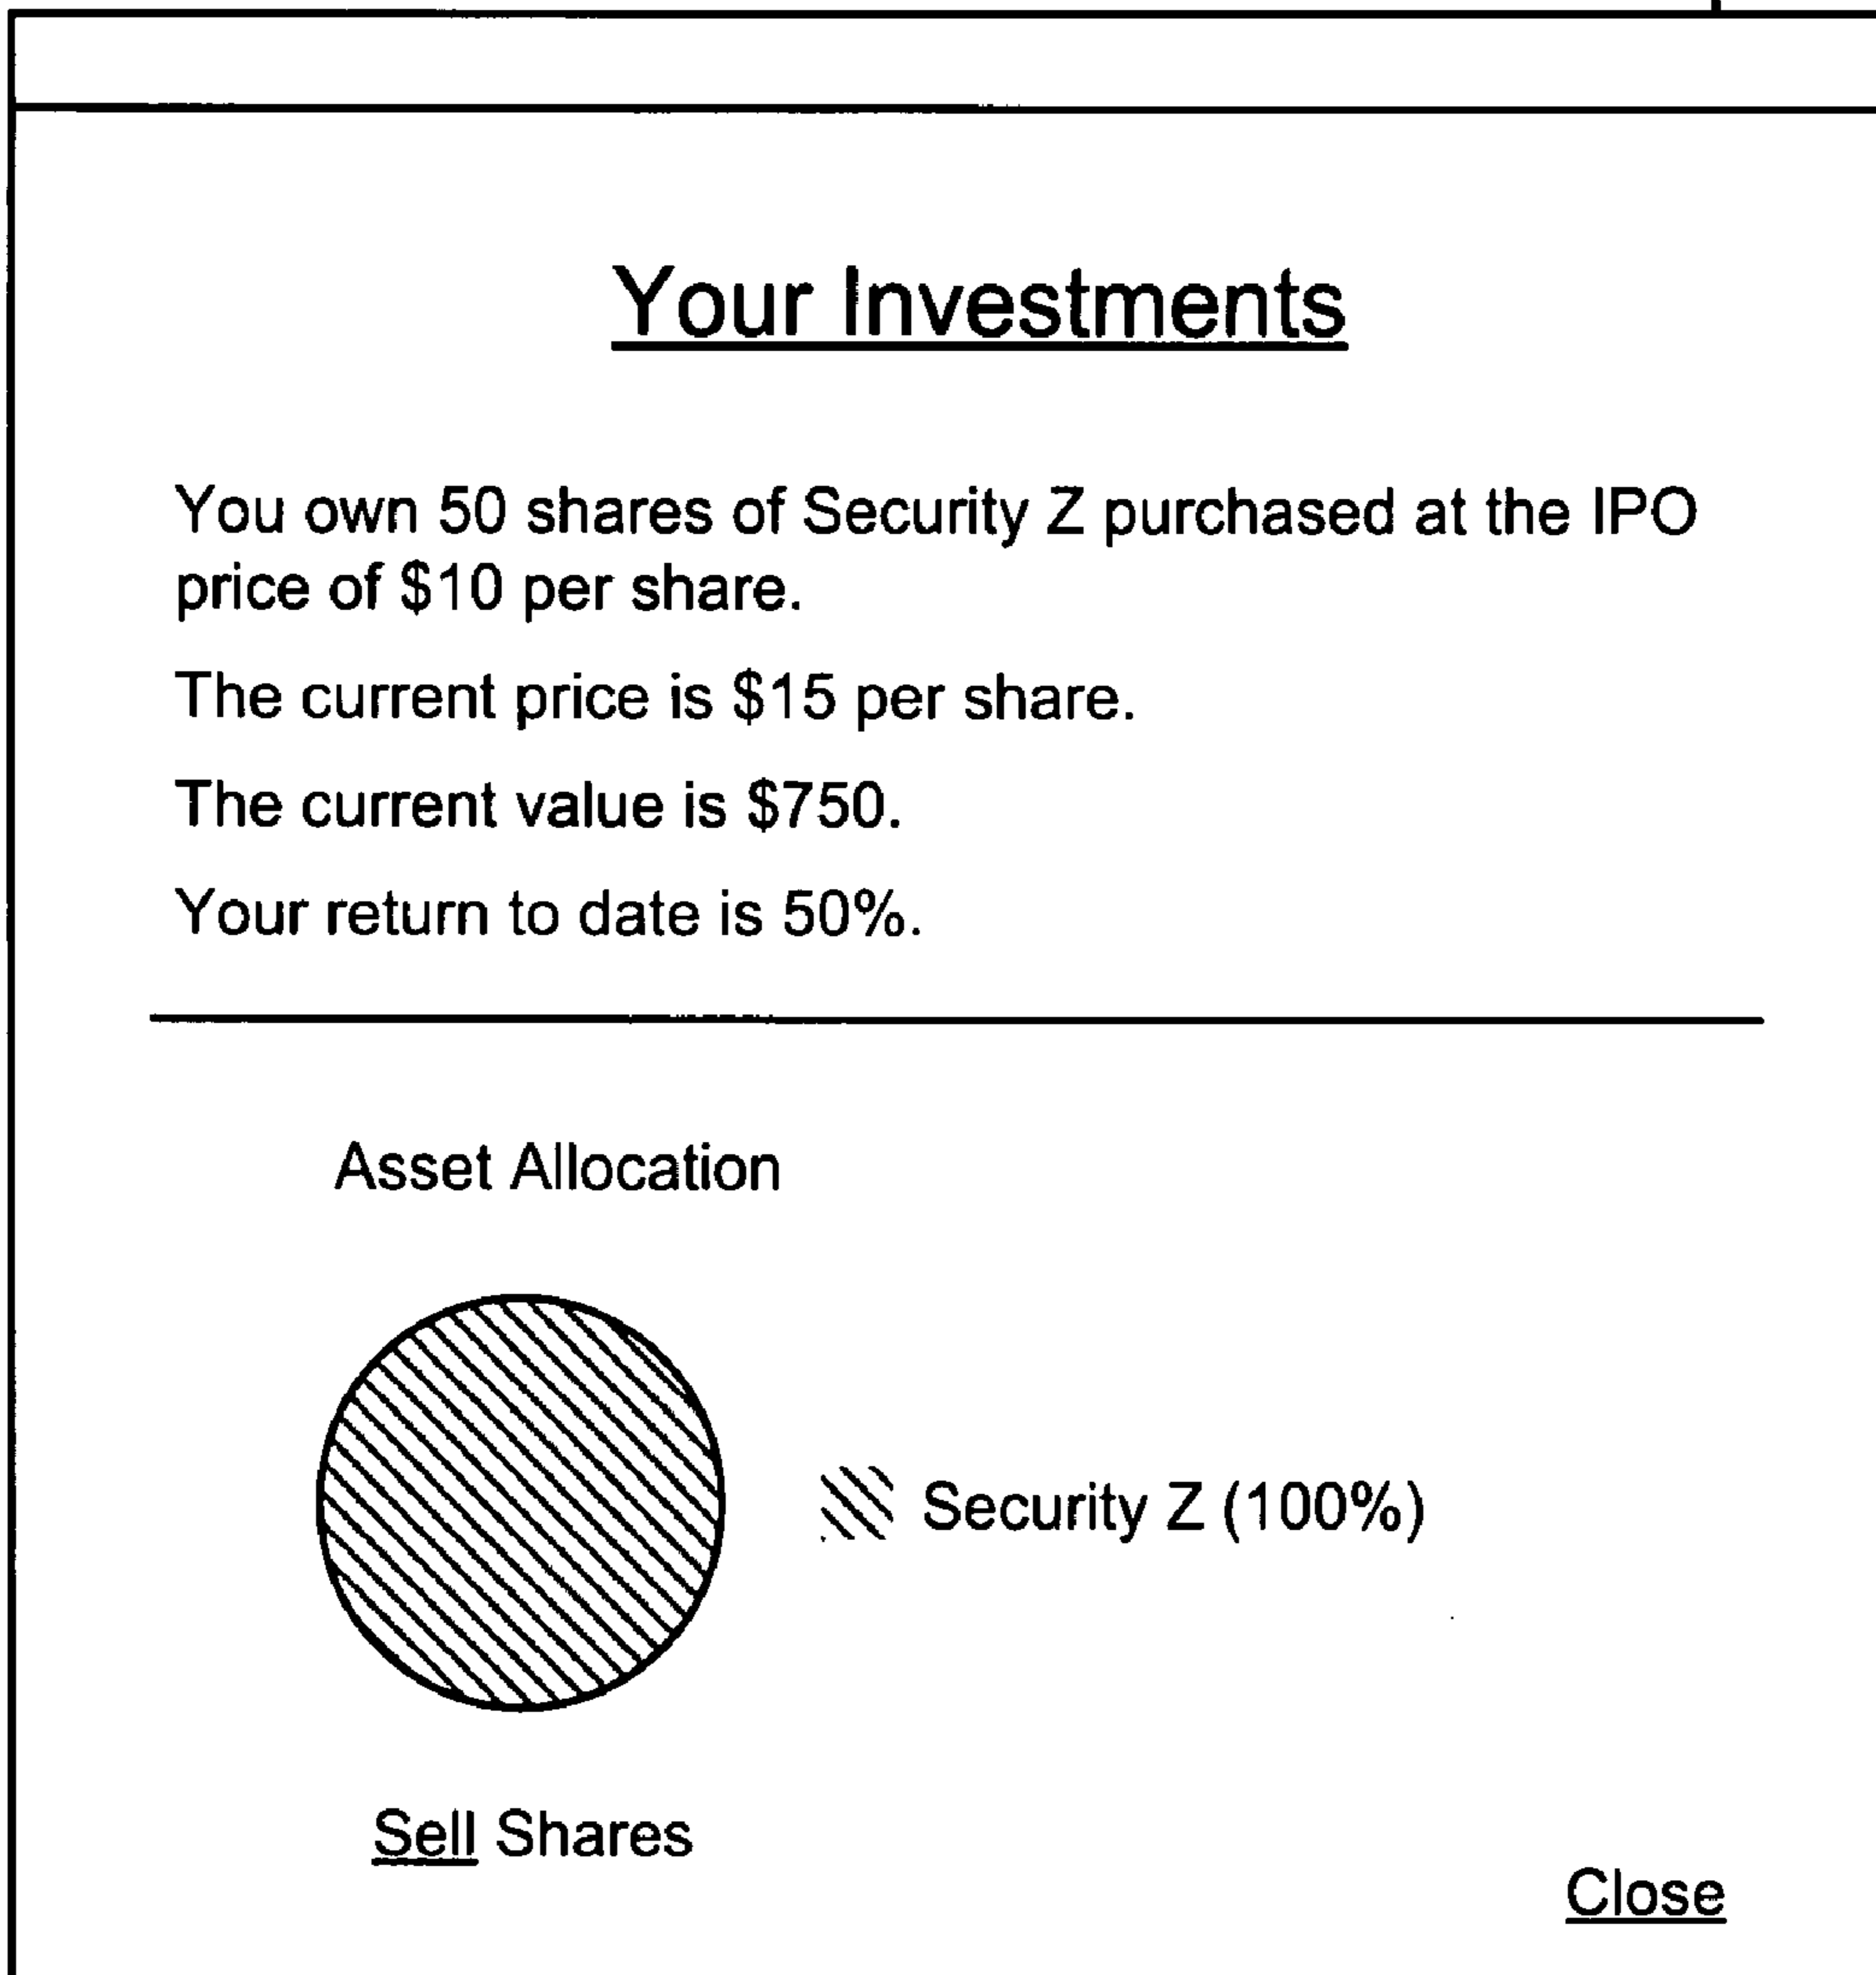 Your Investments
You own 50 shares of Security Z purchased at the IPO
price of $10 per share.
The current price is $15 per share.
The current value is $750.
Your return to date is 50%.
Asset Allocation
Security Z (100%)
Sell Shares
Close